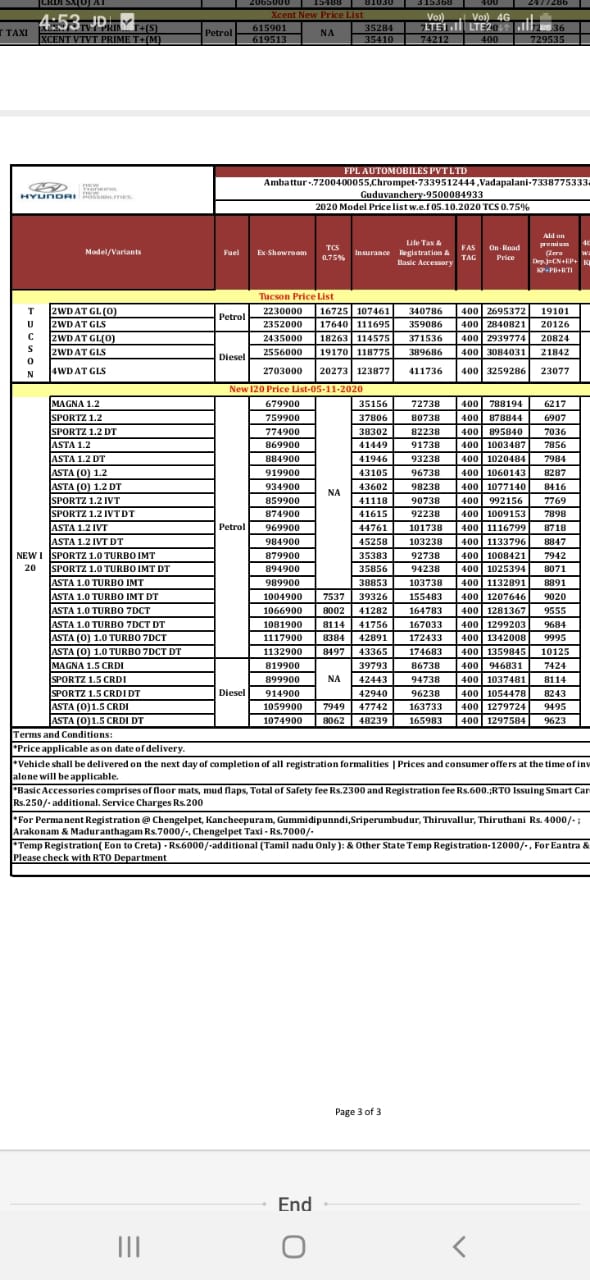 CRDI SX(O) AT 2065000 15488 81030 315368 400 2477286
Xcent New Price List
4:53 JD Vo) LTE1 Vo) 4G LTE2
T TAXI T+(S) Petrol 615901 NA 35284
XCENT VTVT PRIME T+(M) 619513 35410 74212 400 729535
FPL AUTOMOBILES PVT LTD
Ambattur-.7200400055,Chrompet-7339512444 ,Vadapalani-7338775333
Guduvanchery-9500084933
HYUNDAI NEW THINKING. NEW POSSIBILITIES.
2020 Model Price list w.e.f 05.10.2020 TCS 0.75%
Model/Variants Fuel Ex-Showroom TCS 0.75% Insurance Life Tax & Registration & Basic Accessory FAS TAG On-Road Price Add on premium (Zero Dep.)=CN+EP+ KP+PB+RTI
Tucson Price List
TUCSON
2WD AT GL (O) Petrol 2230000 16725 107461 340786 400 2695372 19101
2WD AT GLS 2352000 17640 111695 359086 400 2840821 20126
2WD AT GL(O) Diesel 2435000 18263 114575 371536 400 2939774 20824
2WD AT GLS 2556000 19170 118775 389686 400 3084031 21842
4WD AT GLS 2703000 20273 123877 411736 400 3259286 23077
New I20 Price List-05-11-2020
NEW I 20
MAGNA 1.2 Petrol 679900 NA 35156 72738 400 788194 6217
SPORTZ 1.2 759900 37806 80738 400 878844 6907
SPORTZ 1.2 DT 774900 38302 82238 400 895840 7036
ASTA 1.2 869900 41449 91738 400 1003487 7856
ASTA 1.2 DT 884900 41946 93238 400 1020484 7984
ASTA (O) 1.2 919900 43105 96738 400 1060143 8287
ASTA (O) 1.2 DT 934900 43602 98238 400 1077140 8416
SPORTZ 1.2 IVT 859900 41118 90738 400 992156 7769
SPORTZ 1.2 IVT DT 874900 41615 92238 400 1009153 7898
ASTA 1.2 IVT 969900 44761 101738 400 1116799 8718
ASTA 1.2 IVT DT 984900 45258 103238 400 1133796 8847
SPORTZ 1.0 TURBO IMT 879900 35383 92738 400 1008421 7942
SPORTZ 1.0 TURBO IMT DT 894900 35856 94238 400 1025394 8071
ASTA 1.0 TURBO IMT 989900 38853 103738 400 1132891 8891
ASTA 1.0 TURBO IMT DT 1004900 7537 39326 155483 400 1207646 9020
ASTA 1.0 TURBO 7DCT 1066900 8002 41282 164783 400 1281367 9555
ASTA 1.0 TURBO 7DCT DT 1081900 8114 41756 167033 400 1299203 9684
ASTA (O) 1.0 TURBO 7DCT 1117900 8384 42891 172433 400 1342008 9995
ASTA (O) 1.0 TURBO 7DCT DT 1132900 8497 43365 174683 400 1359845 10125
MAGNA 1.5 CRDI Diesel 819900 NA 39793 86738 400 946831 7424
SPORTZ 1.5 CRDI 899900 42443 94738 400 1037481 8114
SPORTZ 1.5 CRDI DT 914900 42940 96238 400 1054478 8243
ASTA (O)1.5 CRDI 1059900 7949 47742 163733 400 1279724 9495
ASTA (O)1.5 CRDI DT 1074900 8062 48239 165983 400 1297584 9623
Terms and Conditions:
*Price applicable as on date of delivery.
*Vehicle shall be delivered on the next day of completion of all registration formalities | Prices and consumer offers at the time of inv
alone will be applicable.
*Basic Accessories comprises of floor mats, mud flaps, Total of Safety fee Rs.2300 and Registration fee Rs.600.;RTO Issuing Smart Car
Rs.250/- additional. Service Charges Rs.200
*For Permanent Registration @ Chengelpet, Kancheepuram, Gummidipunndi,Sriperumbudur, Thiruvallur, Thiruthani Rs. 4000/- ;
Arakonam & Maduranthagam Rs.7000/-, Chengelpet Taxi - Rs.7000/-
*Temp Registration( Eon to Creta) - Rs.6000/-additional (Tamil nadu Only ): & Other State Temp Registration-12000/- , For Eantra &
Please check with RTO Department
Page 3 of 3
End